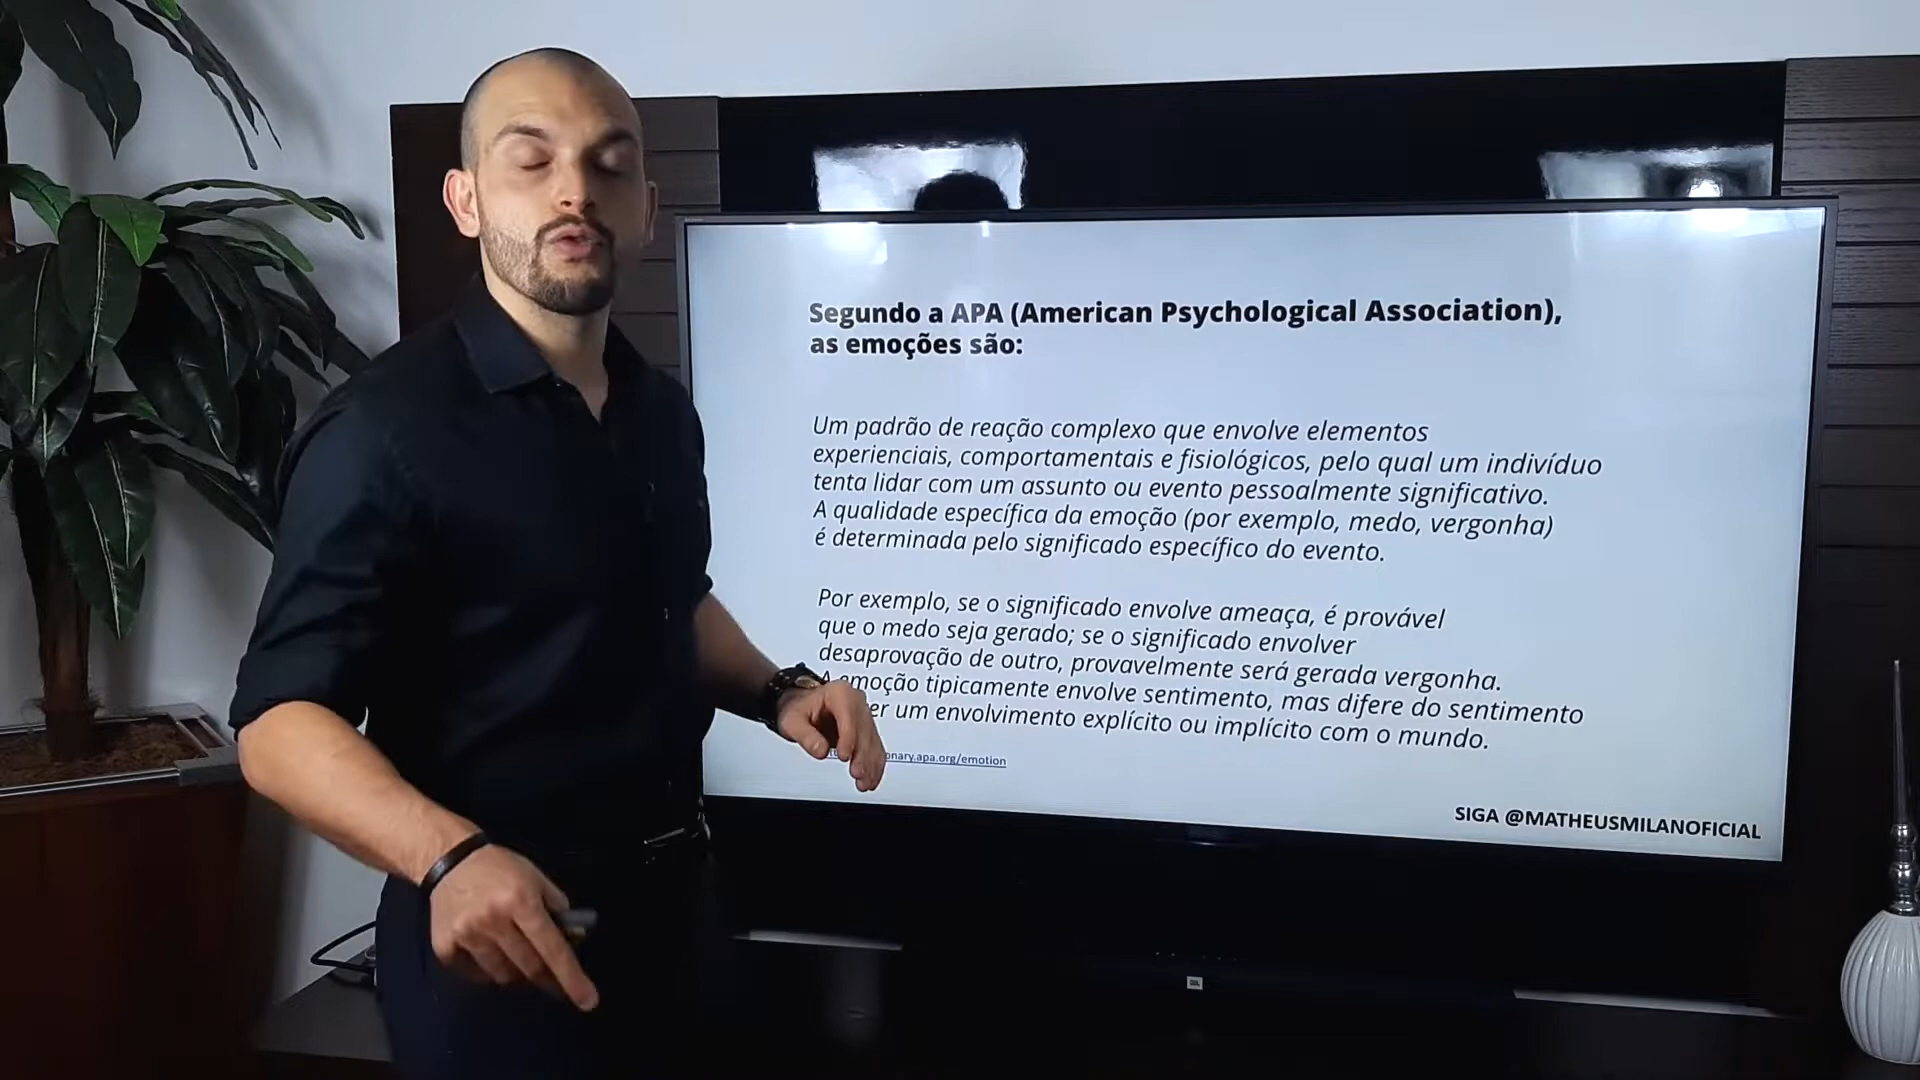 Segundo a APA (American Psychological Association),
as emoções são:
Um padrão de reação complexo que envolve elementos
experienciais, comportamentais e fisiológicos, pelo qual um indivíduo
tenta lidar com um assunto ou evento pessoalmente significativo.
A qualidade específica da emoção (por exemplo, medo, vergonha)
é determinada pelo significado específico do evento.
Por exemplo, se o significado envolve ameaça, é provável
que o medo seja gerado; se o significado envolver
desaprovação de outro, provavelmente será gerada vergonha.
A emoção tipicamente envolve sentimento, mas difere do sentimento
um envolvimento explícito ou implícito com o mundo.
onary.apa.org/emotion
SIGA @MATHEUSMILANOFICIAL
JBL